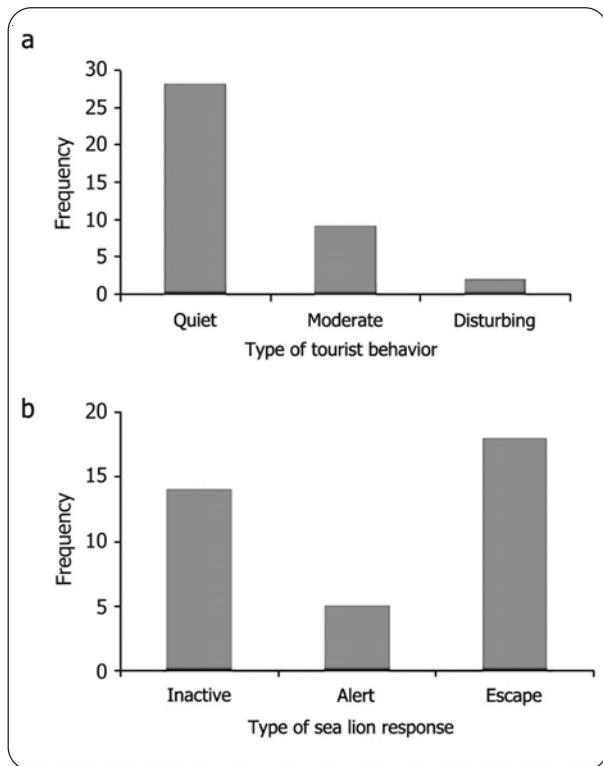 a
30
25
20
15
10
5
0
Frequency
Quiet Moderate Disturbing
Type of tourist behavior
b
20
15
10
5
0
Frequency
Inactive Alert Escape
Type of sea lion response